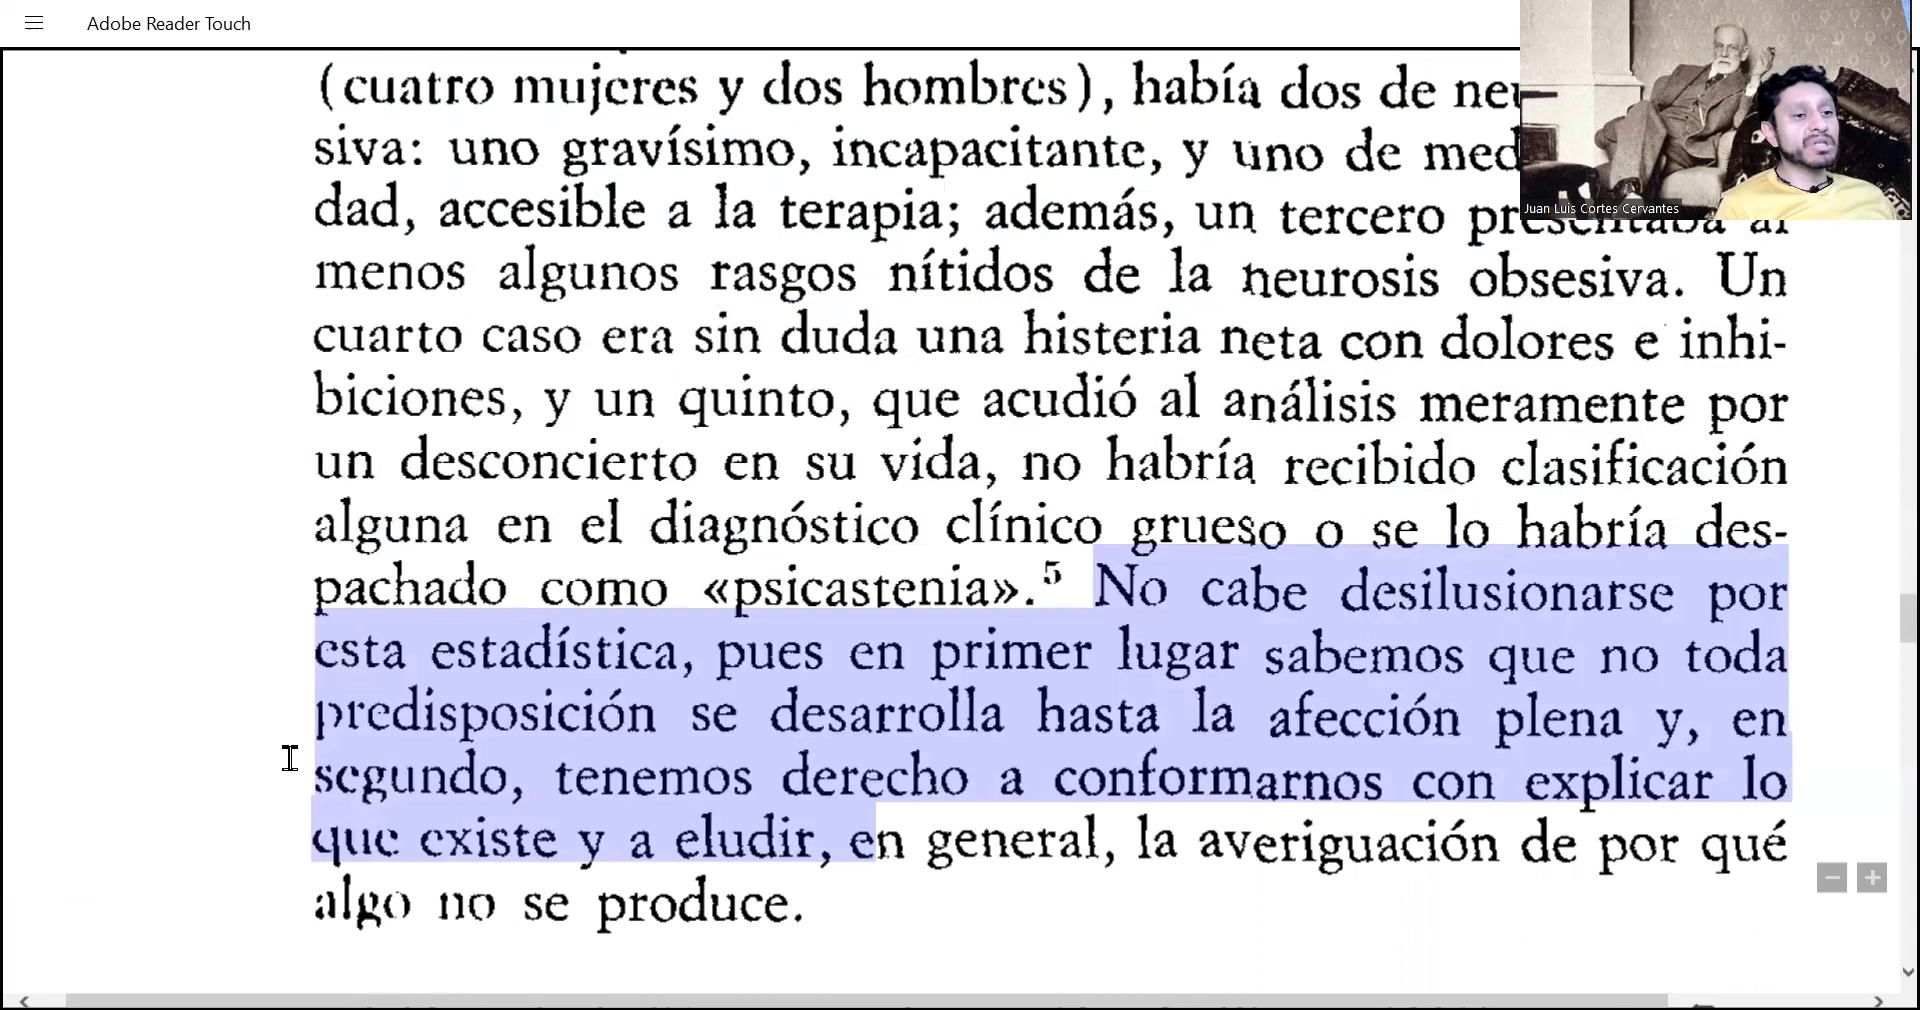 Adobe Reader Touch
(cuatro mujeres y dos hombres), había dos de neu
siva: uno gravísimo, incapacitante, y uno de med
dad, accesible a la terapia; además, un tercero presentaba al
menos algunos rasgos nítidos de la neurosis obsesiva. Un
cuarto caso era sin duda una histeria neta con dolores e inhi-
biciones, y un quinto, que acudió al análisis meramente por
un desconcierto en su vida, no habría recibido clasificación
alguna en el diagnóstico clínico grueso o se lo habría des-
pachado como «psicastenia».⁵ No cabe desilusionarse por
esta estadística, pues en primer lugar sabemos que no toda
predisposición se desarrolla hasta la afección plena y, en
segundo, tenemos derecho a conformarnos con explicar lo
que existe y a eludir, en general, la averiguación de por qué
algo no se produce.
Juan Luis Cortes Cervantes